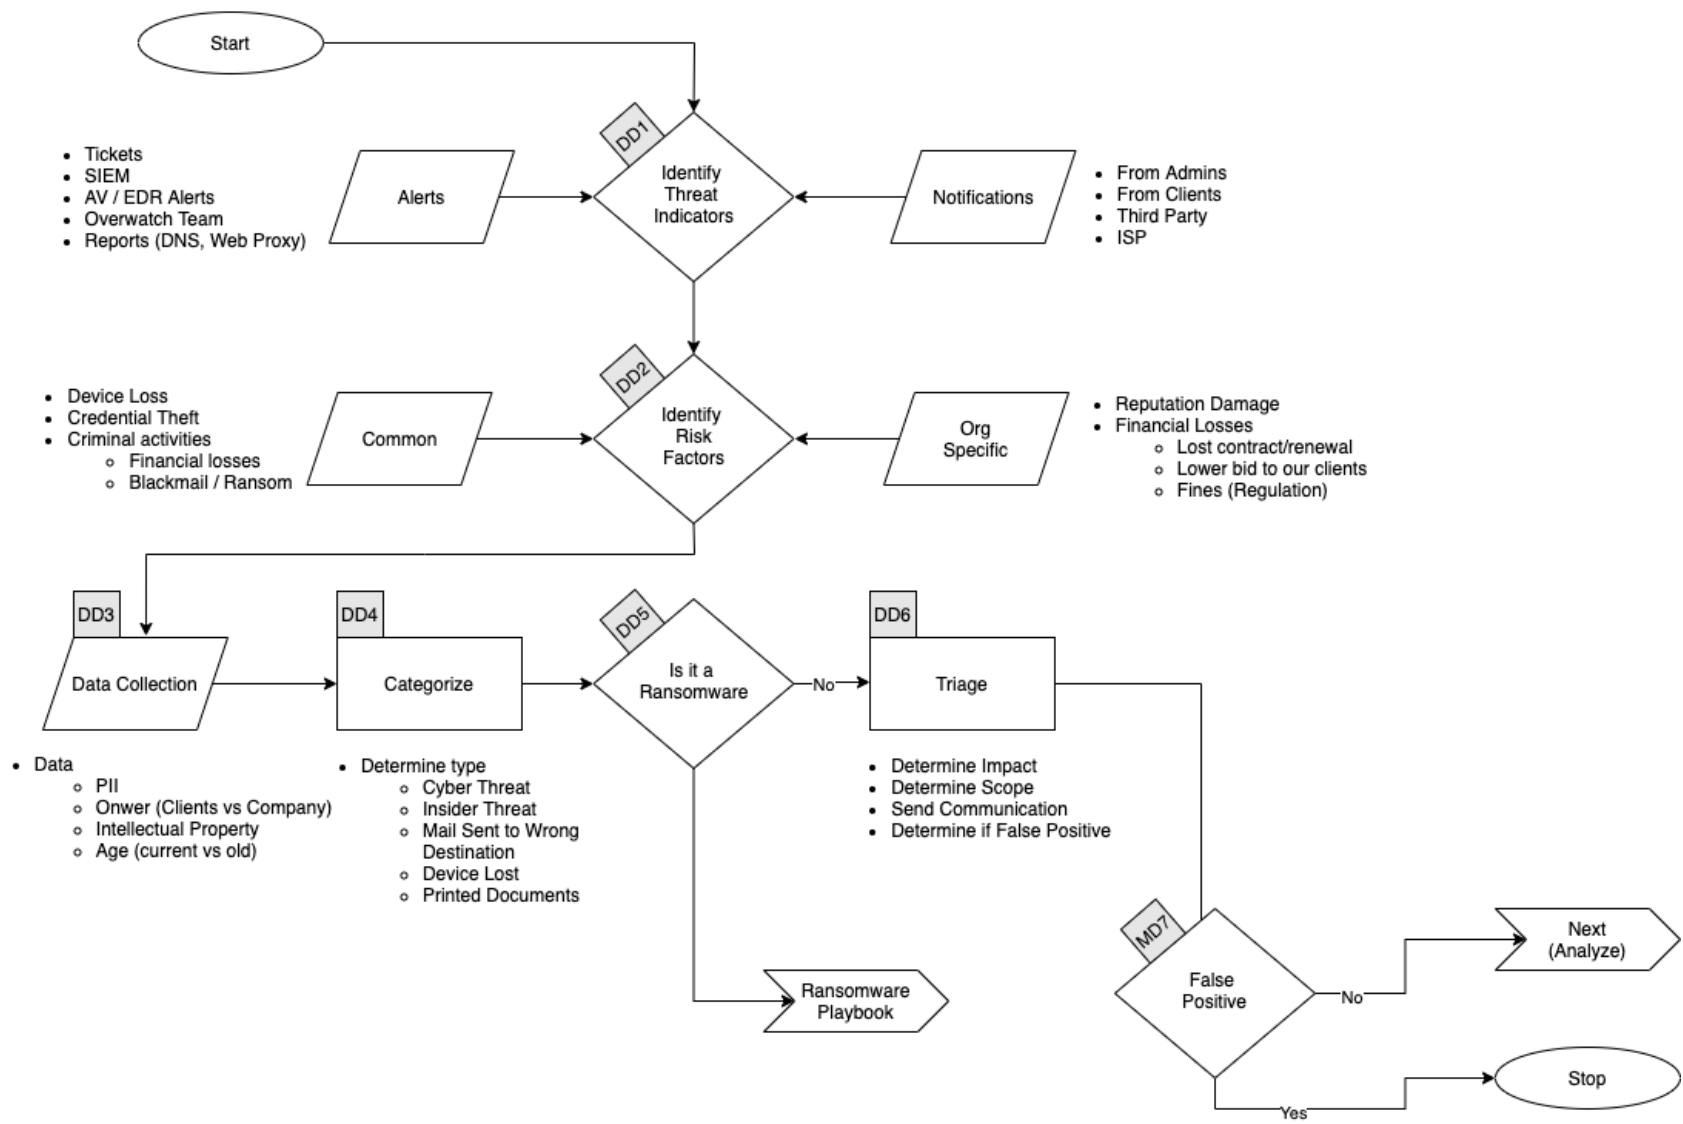 Start
DD1
Identify
Threat
Indicators
Tickets
SIEM
AV / EDR Alerts
Overwatch Team
Reports (DNS, Web Proxy)
Alerts
Notifications
From Admins
From Clients
Third Party
ISP
DD2
Identify
Risk
Factors
Device Loss
Credential Theft
Criminal activities
Financial losses
Blackmail / Ransom
Common
Org
Specific
Reputation Damage
Financial Losses
Lost contract/renewal
Lower bid to our clients
Fines (Regulation)
DD3
Data Collection
Data
PII
Onwer (Clients vs Company)
Intellectual Property
Age (current vs old)
DD4
Categorize
Determine type
Cyber Threat
Insider Threat
Mail Sent to Wrong
Destination
Device Lost
Printed Documents
DD5
Is it a
Ransomware
No
Ransomware
Playbook
DD6
Triage
Determine Impact
Determine Scope
Send Communication
Determine if False Positive
MD7
False
Positive
No
Next
(Analyze)
Yes
Stop